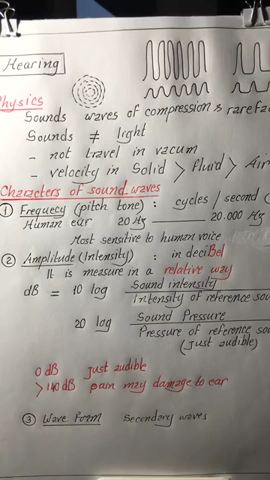 Hearing
Physics
Sounds waves of compression & rarefa
Sounds ≠ light
- not travel in vacum
- velocity in Solid > fluid > Air
Characters of sound waves
① Frequecy (pitch tone) : cycles / second (
Human ear 20 Hz ——— 20.000 Hz
Most sensitive to human voice
② Amplitude (Intensity) : in deciBel
It is measure in a relative way
dB = 10 log Sound intensity
Intensity of reference sou
20 log Sound Pressure
Pressure of reference so
(Just audible)
0 dB Just audible
> 140 dB pain may damage to ear
③ Wave Form Secondary waves